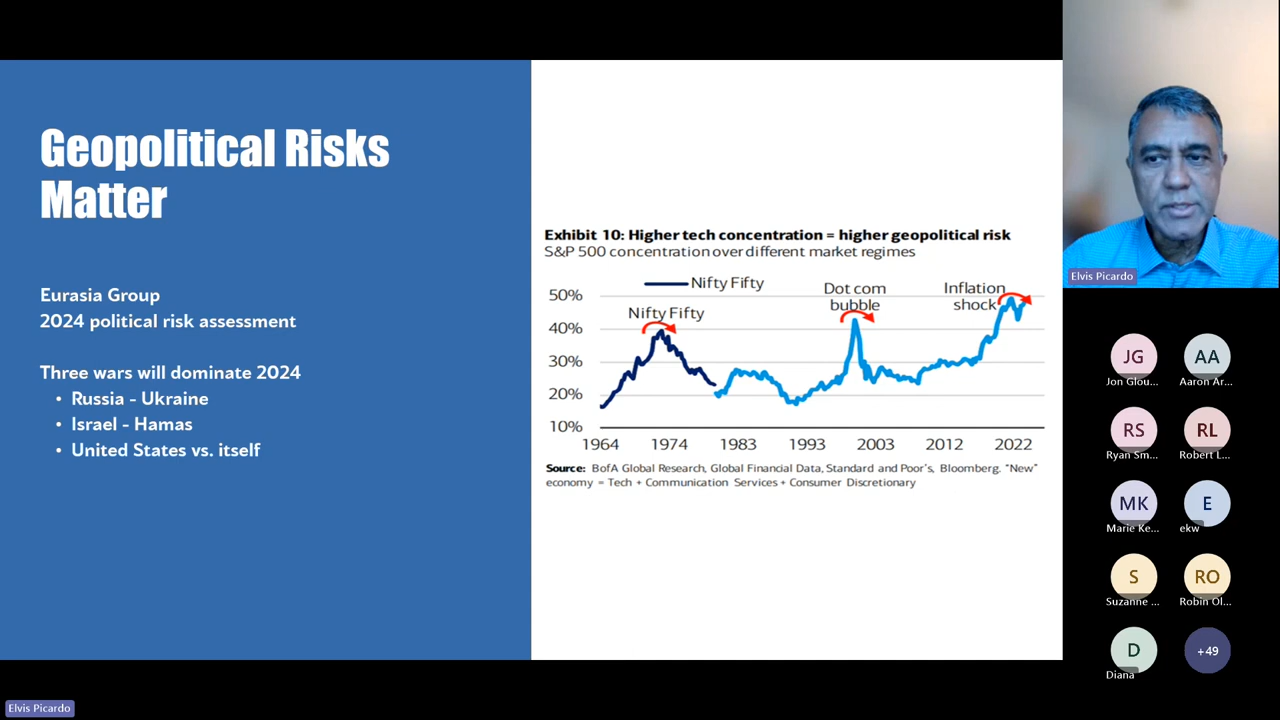 Geopolitical Risks
Matter
Eurasia Group
2024 political risk assessment
Three wars will dominate 2024
• Russia - Ukraine
• Israel - Hamas
• United States vs. itself
Exhibit 10: Higher tech concentration = higher geopolitical risk
S&P 500 concentration over different market regimes
Nifty Fifty
Nifty Fifty
Dot com
bubble
Inflation
shock
50%
40%
30%
20%
10%
1964 1974 1983 1993 2003 2012 2022
Source: BofA Global Research, Global Financial Data, Standard and Poor's, Bloomberg. "New"
economy = Tech + Communication Services + Consumer Discretionary
Elvis Picardo
JG
Jon Glou...
AA
Aaron Ar...
RS
Ryan Sm...
RL
Robert L...
MK
Marie Ke...
E
ekw
S
Suzanne ...
RO
Robin Ol...
D
Diana
+49
Elvis Picardo